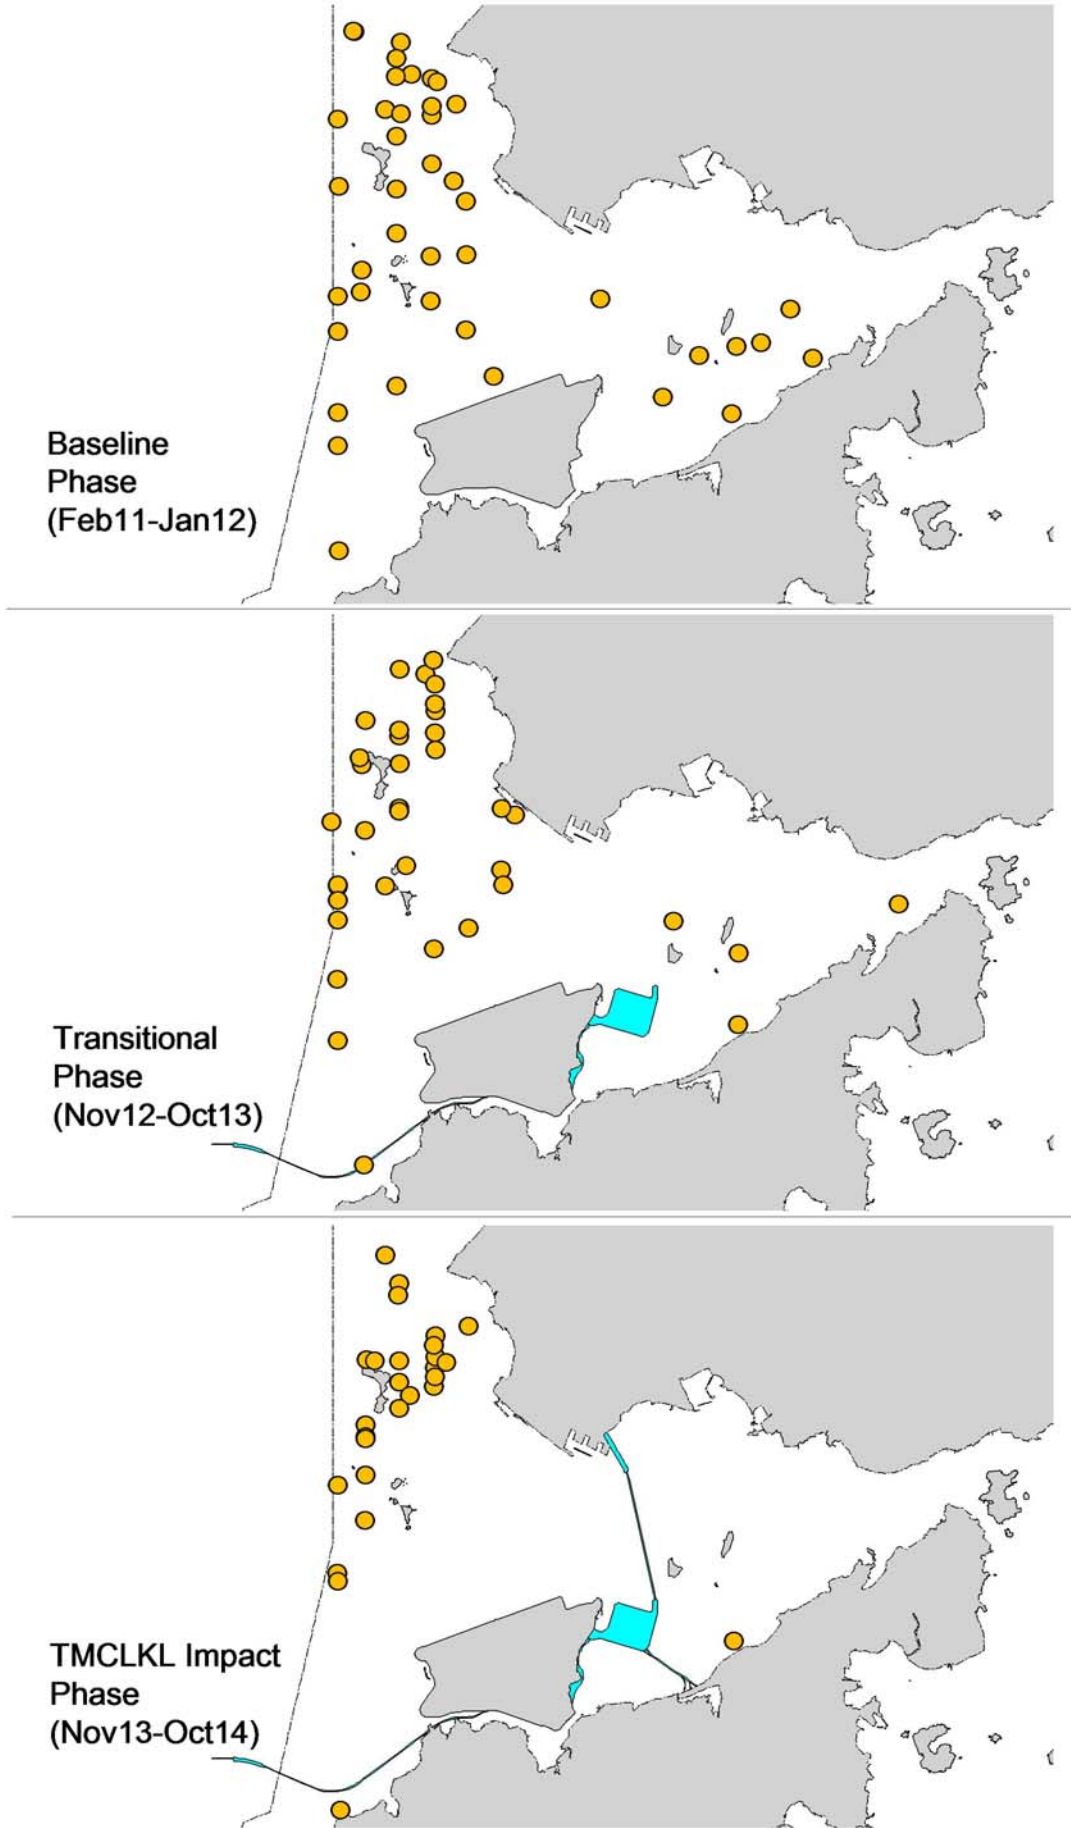 Baseline
Phase
(Feb11-Jan12)
Transitional
Phase
(Nov12-Oct13)
TMCLKL Impact
Phase
(Nov13-Oct14)